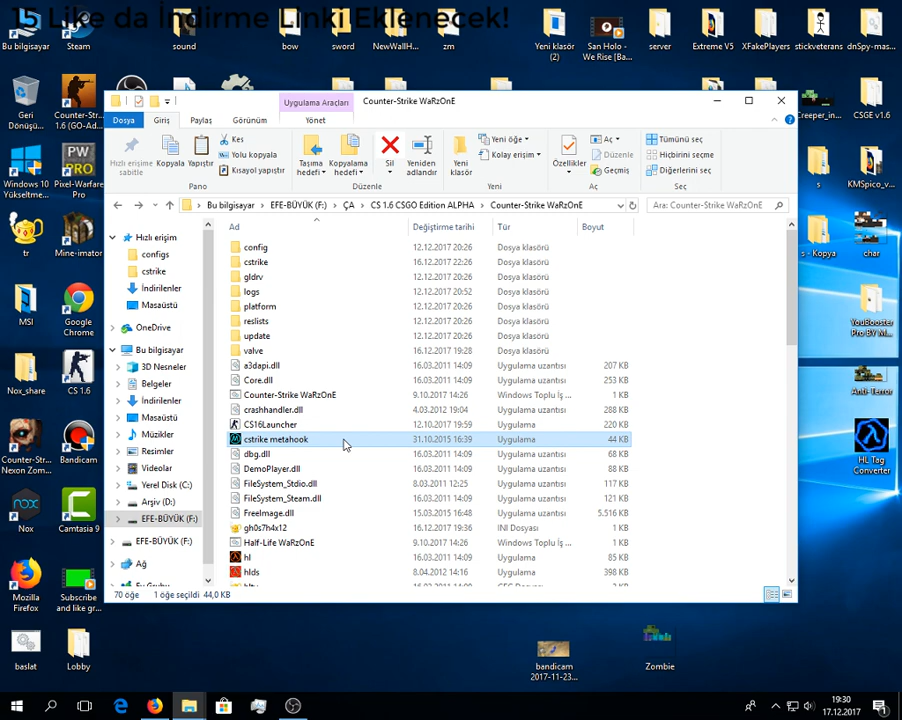 15 Like da İndirme Linki Eklenecek!
Bu bilgisayar
Steam
sound
bow
sword
NewWallH...
zm
Yeni klasör
(2)
San Holo -
We Rise [Ba...
server
Extreme V5
XFakePlayers
stickveterans
dnSpy-mas...
Geri
Dönüşü...
Counter-Str...
1.6 (GO-Ad...
Creeper_in...
CSGE v1.6
Windows 10
Yükseltme...
Pixel-Warfare
Pro
s
KMSpico_v...
tr
Mine-imator
s - Kopya
char
MSI
Google
Chrome
YouBooster
Pro BY M...
Nox_share
CS 1.6
Anti-Terror
Counter-Str...
Nexon Zom...
Bandicam
HL Tag
Converter
Nox
Camtasia 9
Mozilla
Firefox
Subscribe
and like gr...
baslat
Lobby
bandicam
2017-11-23...
Zombie
Uygulama Araçları
Counter-Strike WaRzOnE
Dosya
Giriş
Paylaş
Görünüm
Yönet
Hızlı erişime
sabitle
Kopyala
Yapıştır
Kes
Yolu kopyala
Kısayol yapıştır
Pano
Taşıma
hedefi
Kopyalama
hedefi
Sil
Yeniden
adlandır
Düzenle
Yeni
klasör
Yeni öğe
Kolay erişim
Yeni
Özellikler
Aç
Düzenle
Geçmiş
Aç
Tümünü seç
Hiçbirini seçme
Diğerlerini seç
Seç
Bu bilgisayar
EFE-BÜYÜK (F:)
ÇA
CS 1.6 CSGO Edition ALPHA
Counter-Strike WaRzOnE
Ara: Counter-Strike WaRzOnE
Hızlı erişim
configs
cstrike
İndirilenler
Masaüstü
OneDrive
Bu bilgisayar
3D Nesneler
Belgeler
İndirilenler
Masaüstü
Müzikler
Resimler
Videolar
Yerel Disk (C:)
Arşiv (D:)
EFE-BÜYÜK (F:)
EFE-BÜYÜK (F:)
Ağ
Ev Grubu
Ad Değiştirme tarihi Tür Boyut
config 12.12.2017 20:26 Dosya klasörü
cstrike 16.12.2017 22:26 Dosya klasörü
gldrv 12.12.2017 20:26 Dosya klasörü
logs 12.12.2017 20:52 Dosya klasörü
platform 12.12.2017 20:26 Dosya klasörü
reslists 12.12.2017 20:26 Dosya klasörü
update 12.12.2017 20:26 Dosya klasörü
valve 16.12.2017 19:28 Dosya klasörü
a3dapi.dll 16.03.2011 14:09 Uygulama uzantısı 207 KB
Core.dll 16.03.2011 14:09 Uygulama uzantısı 253 KB
Counter-Strike WaRzOnE 9.10.2017 14:26 Windows Toplu İş ... 1 KB
crashhandler.dll 4.03.2012 19:04 Uygulama uzantısı 288 KB
CS16Launcher 12.10.2017 19:59 Uygulama 220 KB
cstrike metahook 31.10.2015 16:39 Uygulama 44 KB
dbg.dll 16.03.2011 14:09 Uygulama uzantısı 68 KB
DemoPlayer.dll 16.03.2011 14:09 Uygulama uzantısı 88 KB
FileSystem_Stdio.dll 8.03.2011 12:25 Uygulama uzantısı 117 KB
FileSystem_Steam.dll 16.03.2011 14:09 Uygulama uzantısı 121 KB
FreeImage.dll 15.03.2015 16:48 Uygulama uzantısı 5.516 KB
gh0s7h4x12 16.12.2017 19:36 INI Dosyası 1 KB
Half-Life WaRzOnE 9.10.2017 14:26 Windows Toplu İş ... 1 KB
hl 16.03.2011 14:09 Uygulama 85 KB
hlds 8.04.2012 14:16 Uygulama 398 KB
70 öğe
1 öğe seçildi 44,0 KB
19:30
17.12.2017